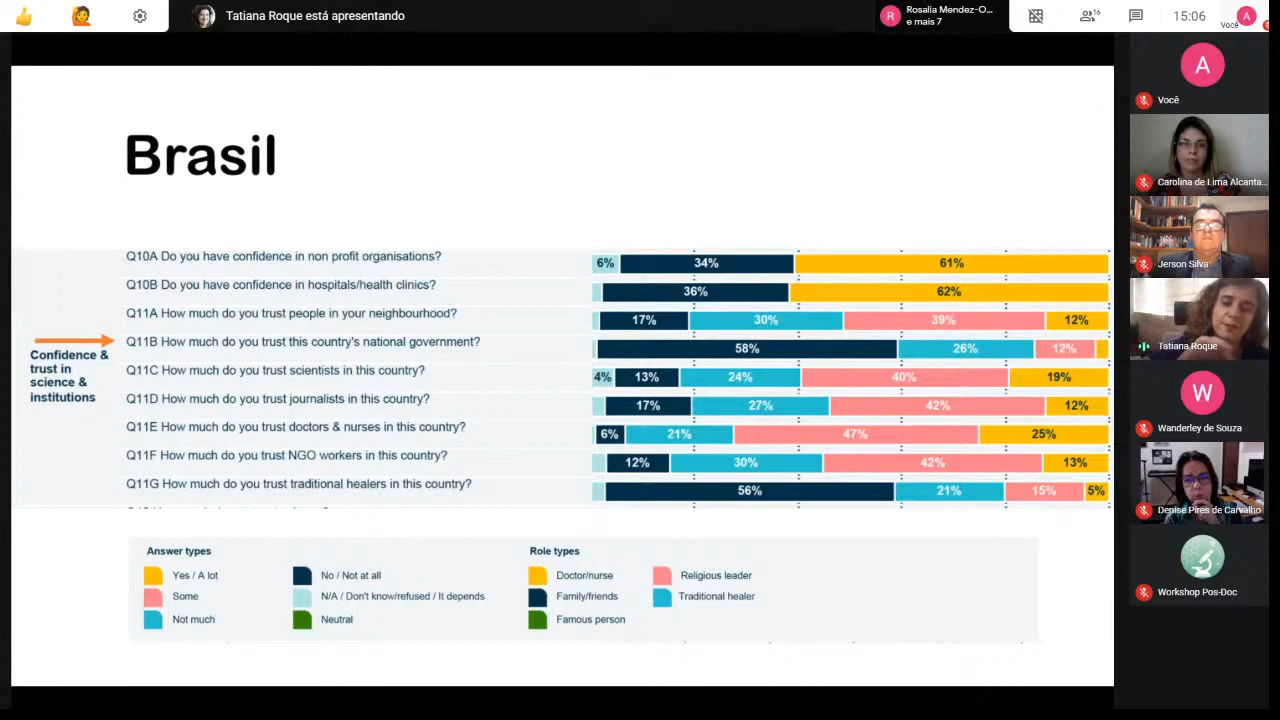 Tatiana Roque está apresentando
Rosalia Mendez-O...
e mais 7
R
16
15:06
Você
A
Brasil
Q10A Do you have confidence in non profit organisations?
6% 34% 61%
Q10B Do you have confidence in hospitals/health clinics?
36% 62%
Q11A How much do you trust people in your neighbourhood?
17% 30% 39% 12%
Q11B How much do you trust this country's national government?
58% 26% 12%
Q11C How much do you trust scientists in this country?
4% 13% 24% 40% 19%
Q11D How much do you trust journalists in this country?
17% 27% 42% 12%
Q11E How much do you trust doctors & nurses in this country?
6% 21% 47% 25%
Q11F How much do you trust NGO workers in this country?
12% 30% 42% 13%
Q11G How much do you trust traditional healers in this country?
56% 21% 15% 5%
Confidence &
trust in
science &
institutions
Answer types
Yes / A lot
Some
Not much
No / Not at all
N/A / Don't know/refused / It depends
Neutral
Role types
Doctor/nurse
Family/friends
Famous person
Religious leader
Traditional healer
A
Você
Carolina de Lima Alcanta...
Jerson Silva
Tatiana Roque
W
Wanderley de Souza
Denise Pires de Carvalho
Workshop Pos-Doc